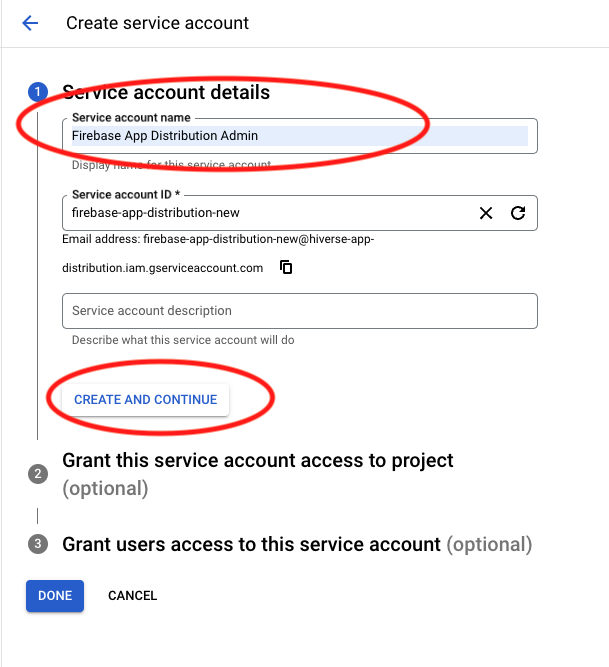 Create service account
1
Service account details
Service account name
Firebase App Distribution Admin
Display name for this service account
Service account ID *
firebase-app-distribution-new
Email address: firebase-app-distribution-new@hiverse-app-
distribution.iam.gserviceaccount.com
Service account description
Describe what this service account will do
CREATE AND CONTINUE
2
Grant this service account access to project
(optional)
3
Grant users access to this service account (optional)
DONE CANCEL